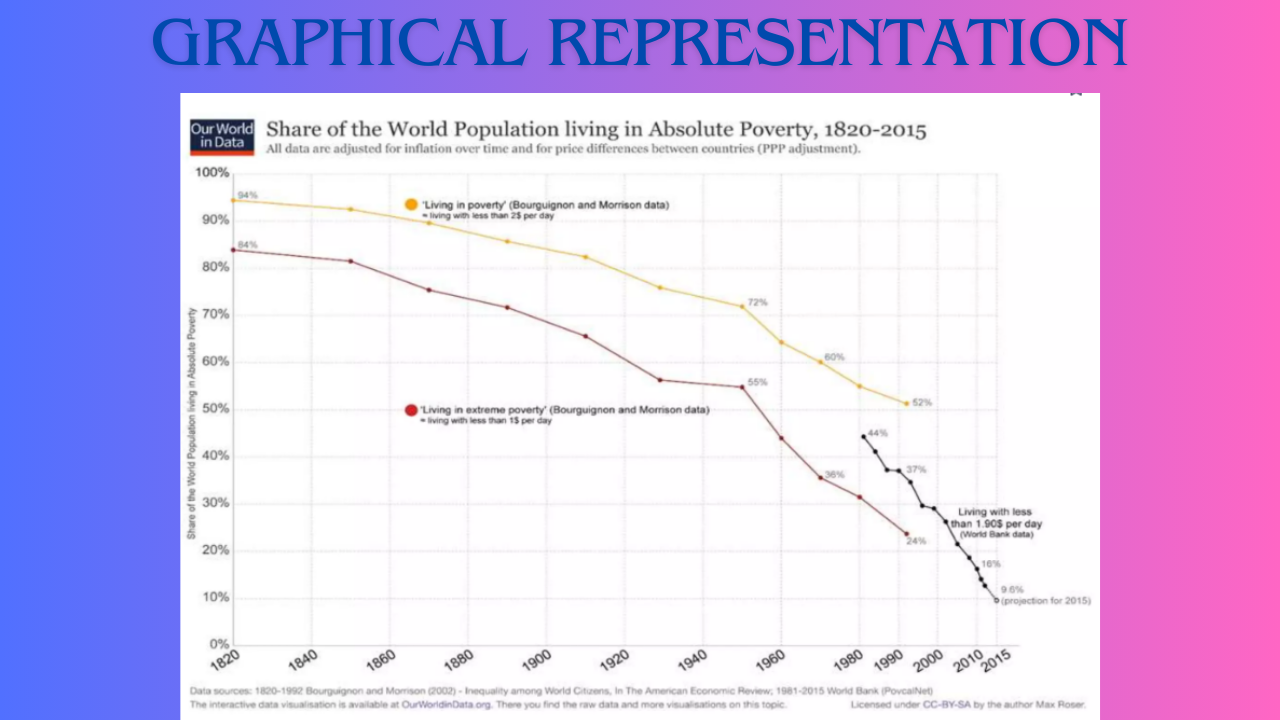 GRAPHICAL REPRESENTATION
Our World
in Data
Share of the World Population living in Absolute Poverty, 1820-2015
All data are adjusted for inflation over time and for price differences between countries (PPP adjustment).
100%
90%
80%
70%
60%
50%
40%
30%
20%
10%
0%
Share of the World Population living in Absolute Poverty
94%
84%
'Living in poverty' (Bourguignon and Morrison data)
= living with less than 2$ per day
72%
60%
52%
'Living in extreme poverty' (Bourguignon and Morrison data)
= living with less than 1$ per day
55%
36%
24%
44%
37%
Living with less
than 1.90$ per day
(World Bank data)
16%
9.6%
(projection for 2015)
1820
1840
1860
1880
1900
1920
1940
1960
1980
1990
2000
2010
2015
Data sources: 1820-1992 Bourguignon and Morrison (2002) - Inequality among World Citizens, In The American Economic Review; 1981-2015 World Bank (PovcalNet)
The interactive data visualisation is available at OurWorldinData.org. There you find the raw data and more visualisations on this topic.
Licensed under CC-BY-SA by the author Max Roser.